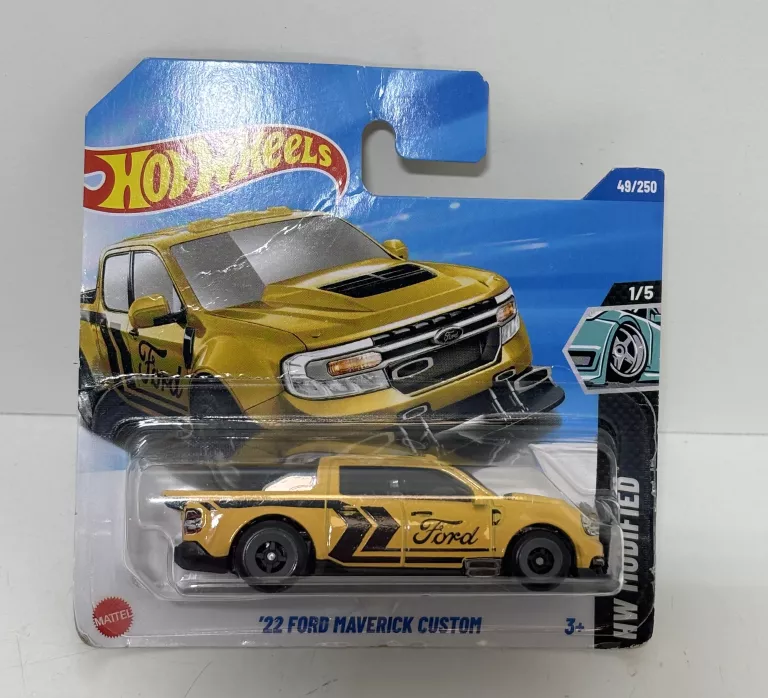 HOT WHEELS
49/250
1/5
Ford
Ford
Ford
HW MODIFIED
MATTEL
'22 FORD MAVERICK CUSTOM
3+